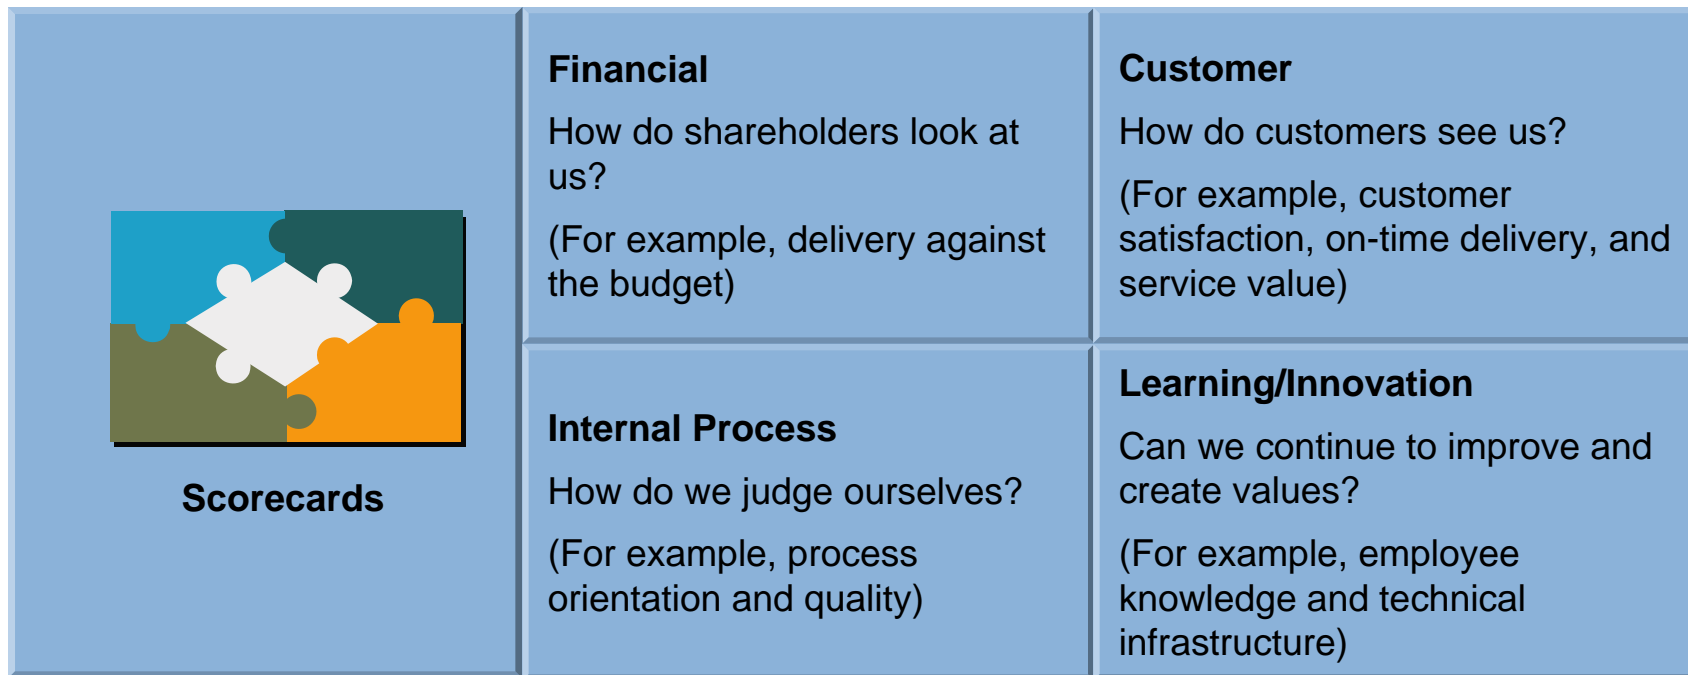 Scorecards
Financial
How do shareholders look at
us?
(For example, delivery against
the budget)
Customer
How do customers see us?
(For example, customer
satisfaction, on-time delivery, and
service value)
Internal Process
How do we judge ourselves?
(For example, process
orientation and quality)
Learning/Innovation
Can we continue to improve and
create values?
(For example, employee
knowledge and technical
infrastructure)